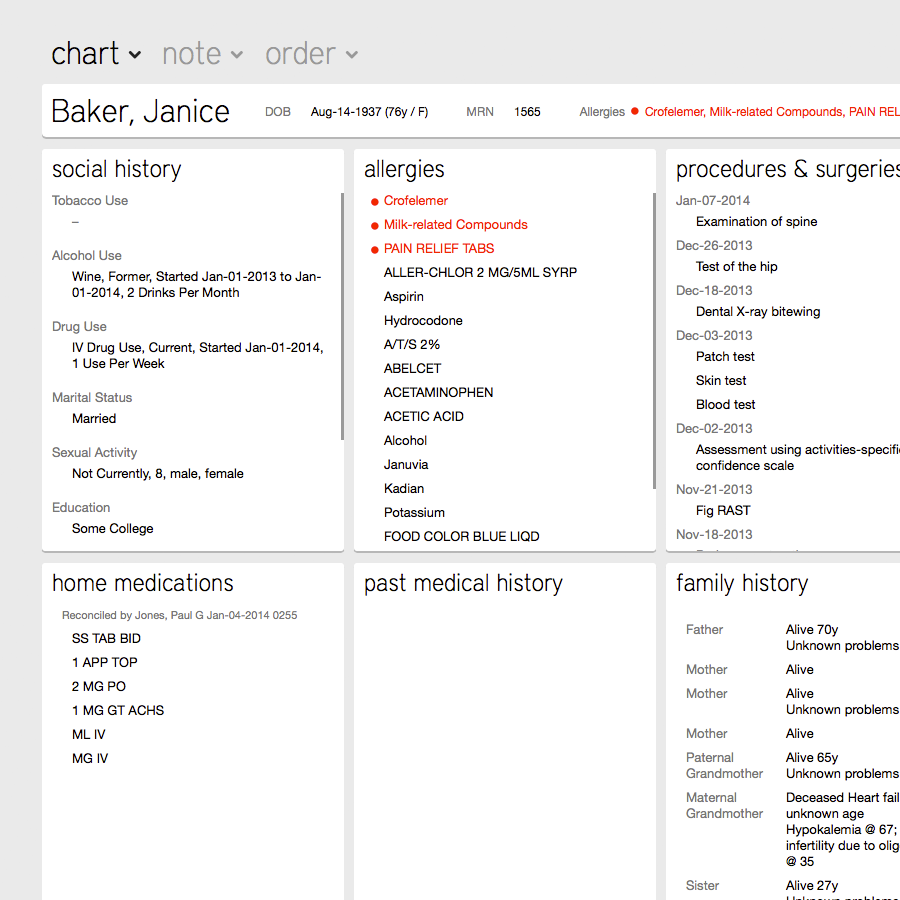 chart note order
Baker, Janice DOB Aug-14-1937 (76y / F) MRN 1565 Allergies Crofelemer, Milk-related Compounds, PAIN REL
social history
Tobacco Use
–
Alcohol Use
Wine, Former, Started Jan-01-2013 to Jan-
01-2014, 2 Drinks Per Month
Drug Use
IV Drug Use, Current, Started Jan-01-2014,
1 Use Per Week
Marital Status
Married
Sexual Activity
Not Currently, 8, male, female
Education
Some College
allergies
Crofelemer
Milk-related Compounds
PAIN RELIEF TABS
ALLER-CHLOR 2 MG/5ML SYRP
Aspirin
Hydrocodone
A/T/S 2%
ABELCET
ACETAMINOPHEN
ACETIC ACID
Alcohol
Januvia
Kadian
Potassium
FOOD COLOR BLUE LIQD
procedures & surgeries
Jan-07-2014
Examination of spine
Dec-26-2013
Test of the hip
Dec-18-2013
Dental X-ray bitewing
Dec-03-2013
Patch test
Skin test
Blood test
Dec-02-2013
Assessment using activities-specifi
confidence scale
Nov-21-2013
Fig RAST
Nov-18-2013
home medications
Reconciled by Jones, Paul G Jan-04-2014 0255
SS TAB BID
1 APP TOP
2 MG PO
1 MG GT ACHS
ML IV
MG IV
past medical history
family history
Father Alive 70y
Unknown problems
Mother Alive
Mother Alive
Unknown problems
Mother Alive
Paternal Alive 65y
Grandmother Unknown problems
Maternal Deceased Heart fail
Grandmother unknown age
Hypokalemia @ 67;
infertility due to olig
@ 35
Sister Alive 27y